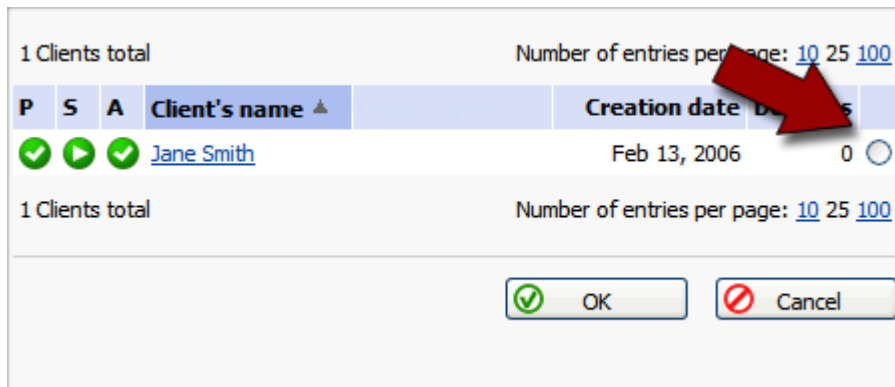 1 Clients total Number of entries per page: 10 25 100
P S A Client's name Creation date
Jane Smith Feb 13, 2006 0
1 Clients total Number of entries per page: 10 25 100
OK Cancel